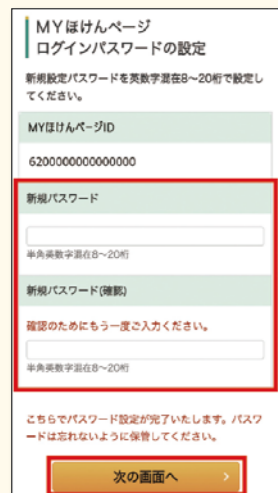 MYほけんページ
ログインパスワードの設定
新規設定パスワードを英数字混在8～20桁で設定し
てください。
MYほけんページID
6200000000000000
新規パスワード
半角英数字混在8～20桁
新規パスワード(確認)
確認のためにもう一度ご入力ください。
半角英数字混在8～20桁
こちらでパスワード設定が完了いたします。パスワ
ードは忘れないように保管してください。
次の画面へ